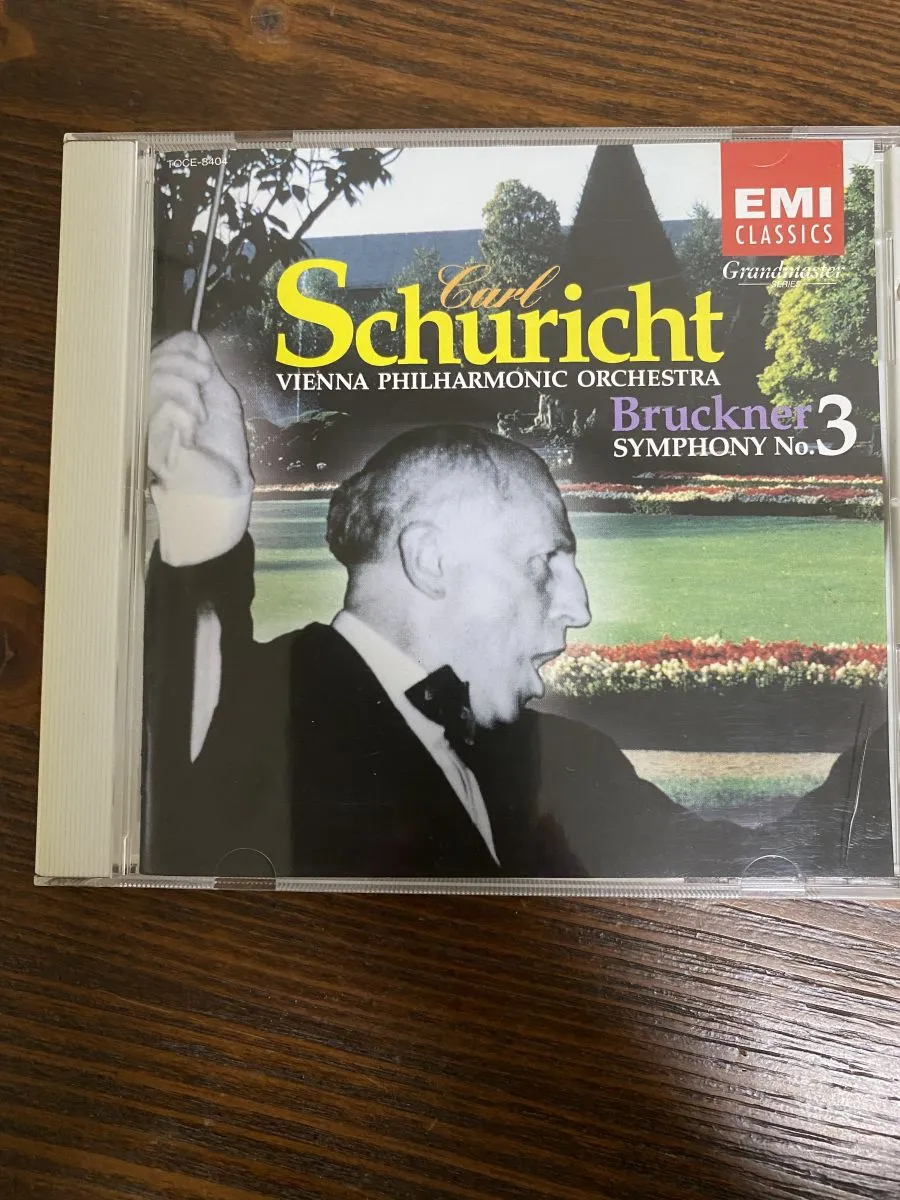 TOCE-8404
EMI
CLASSICS
Grandmaster
SERIES
Carl
Schuricht
VIENNA PHILHARMONIC ORCHESTRA
Bruckner
SYMPHONY No.3